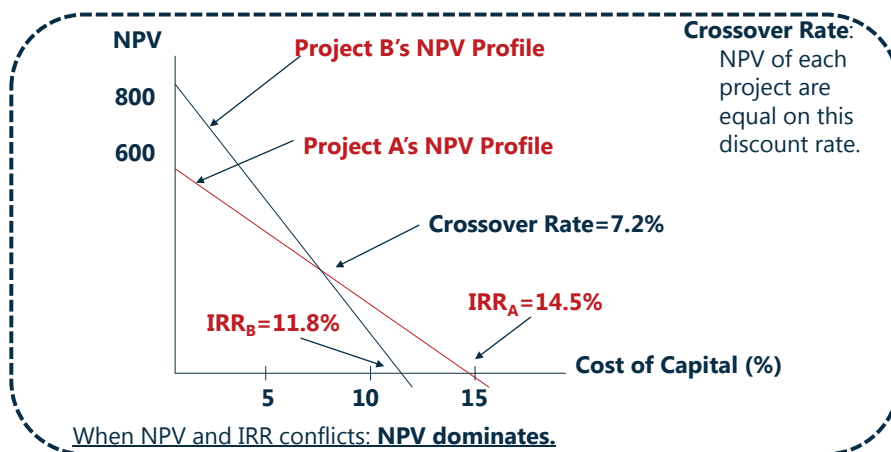 NPV
Project B's NPV Profile
Crossover Rate:
NPV of each
project are
equal on this
discount rate.
800
600
Project A's NPV Profile
Crossover Rate=7.2%
IRRB=11.8%
IRRA=14.5%
Cost of Capital (%)
5
10
15
When NPV and IRR conflicts: NPV dominates.